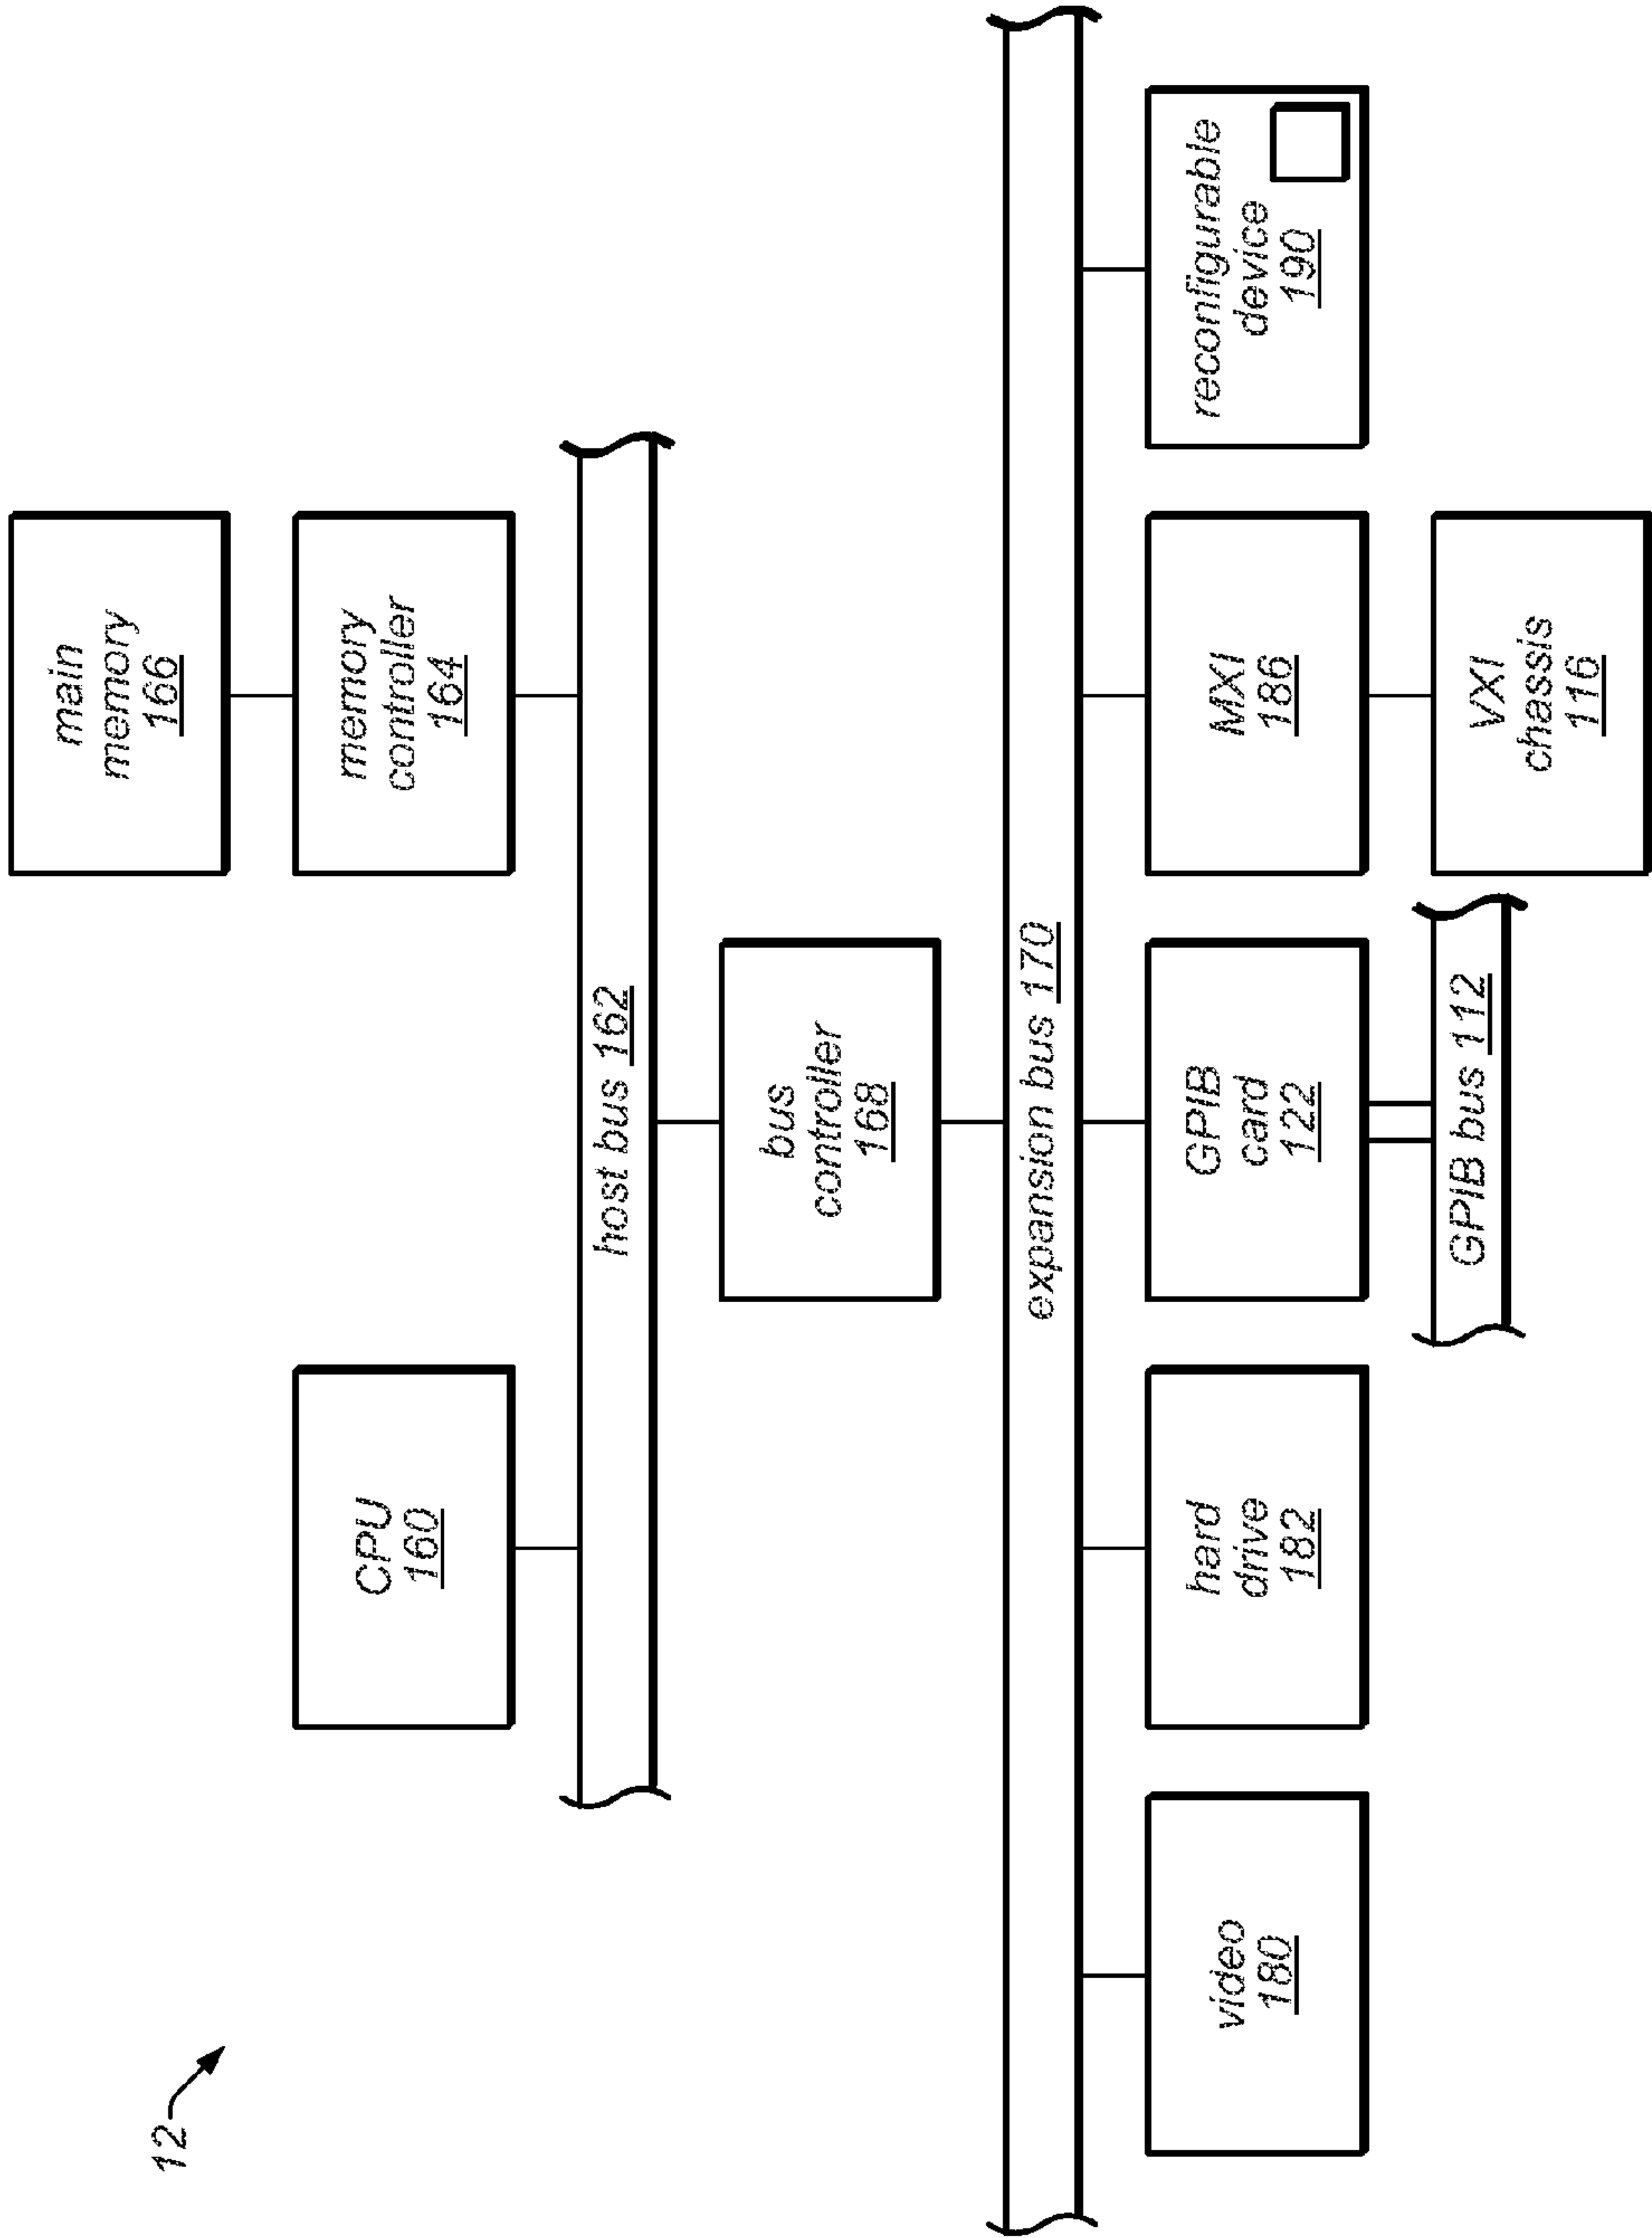 12
CPU
160
main
memory
166
memory
controller
164
host bus 162
bus
controller
168
expansion bus 170
video
180
hard
drive
182
GPIB
card
122
MXI
186
reconfigurable
device
190
GPIB bus 112
VXI
chassis
116